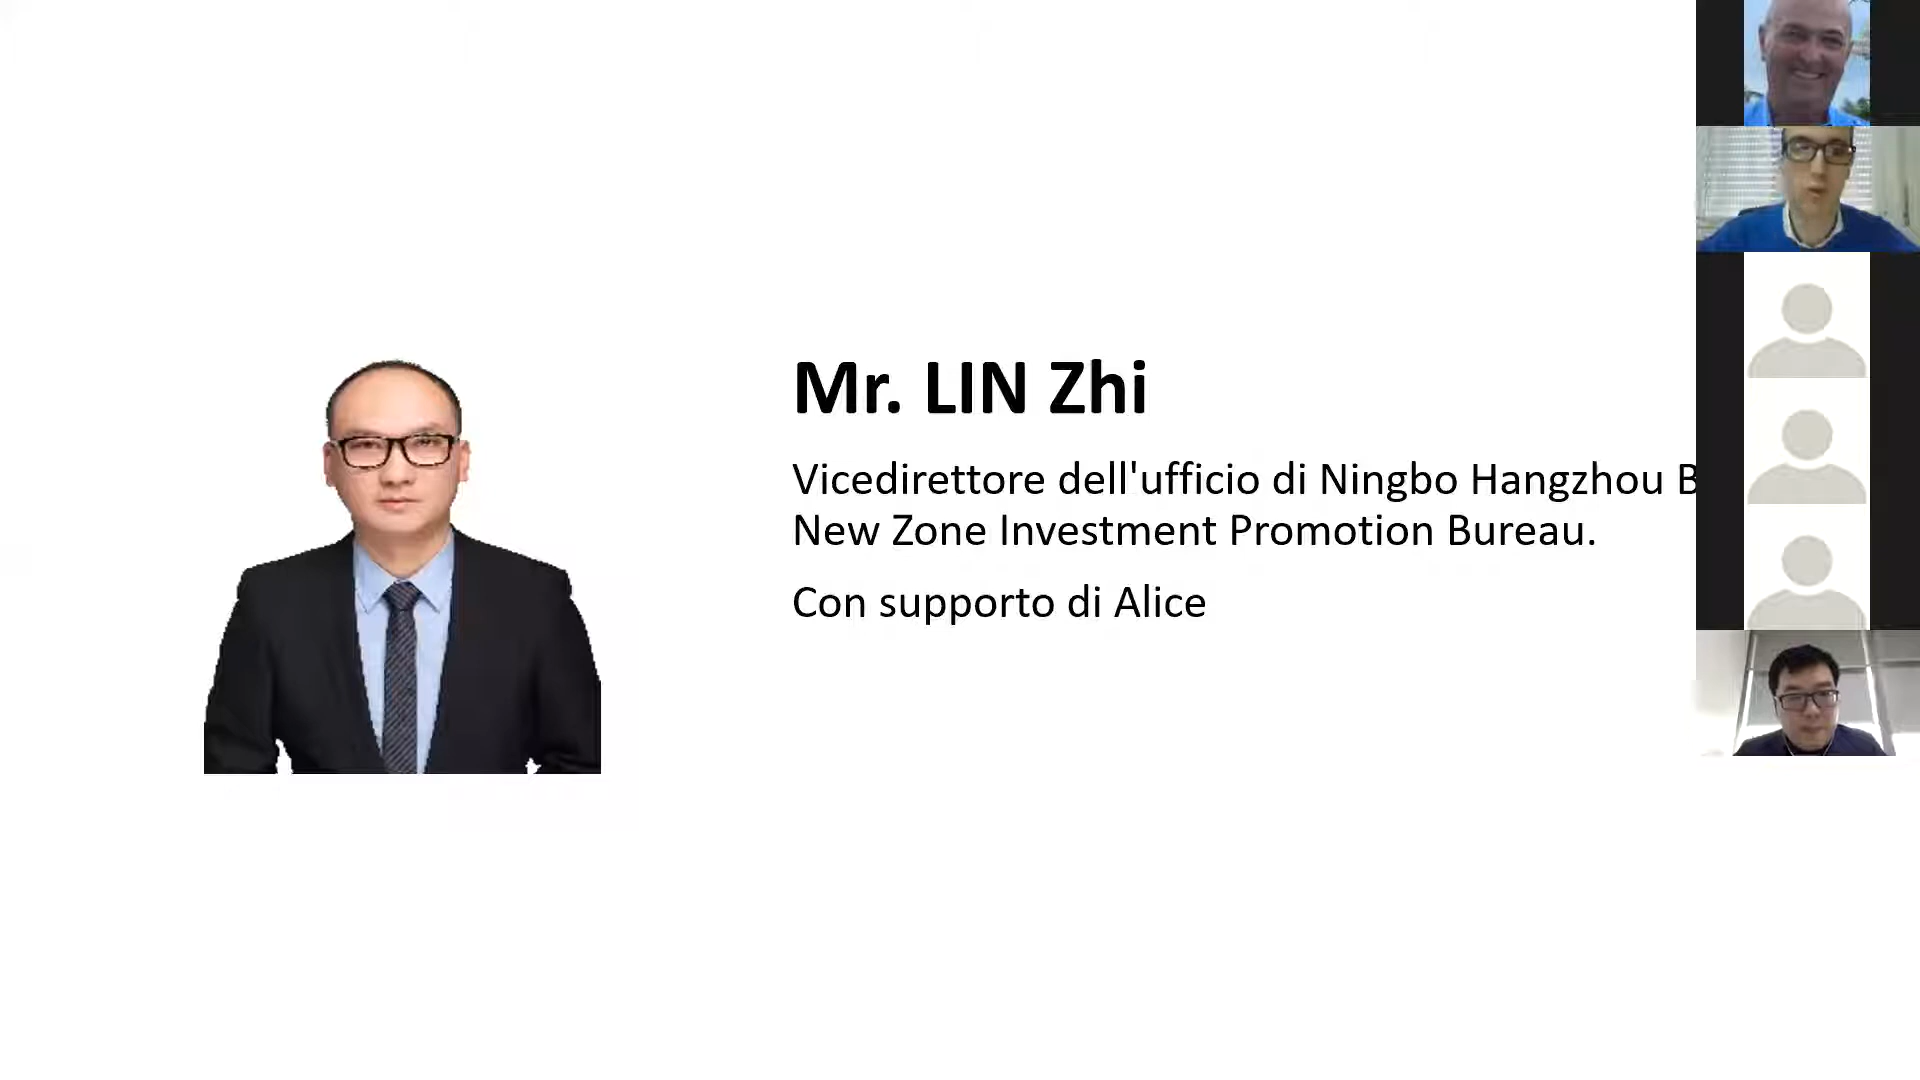 Mr. LIN Zhi
Vicedirettore dell'ufficio di Ningbo Hangzhou B
New Zone Investment Promotion Bureau.
Con supporto di Alice